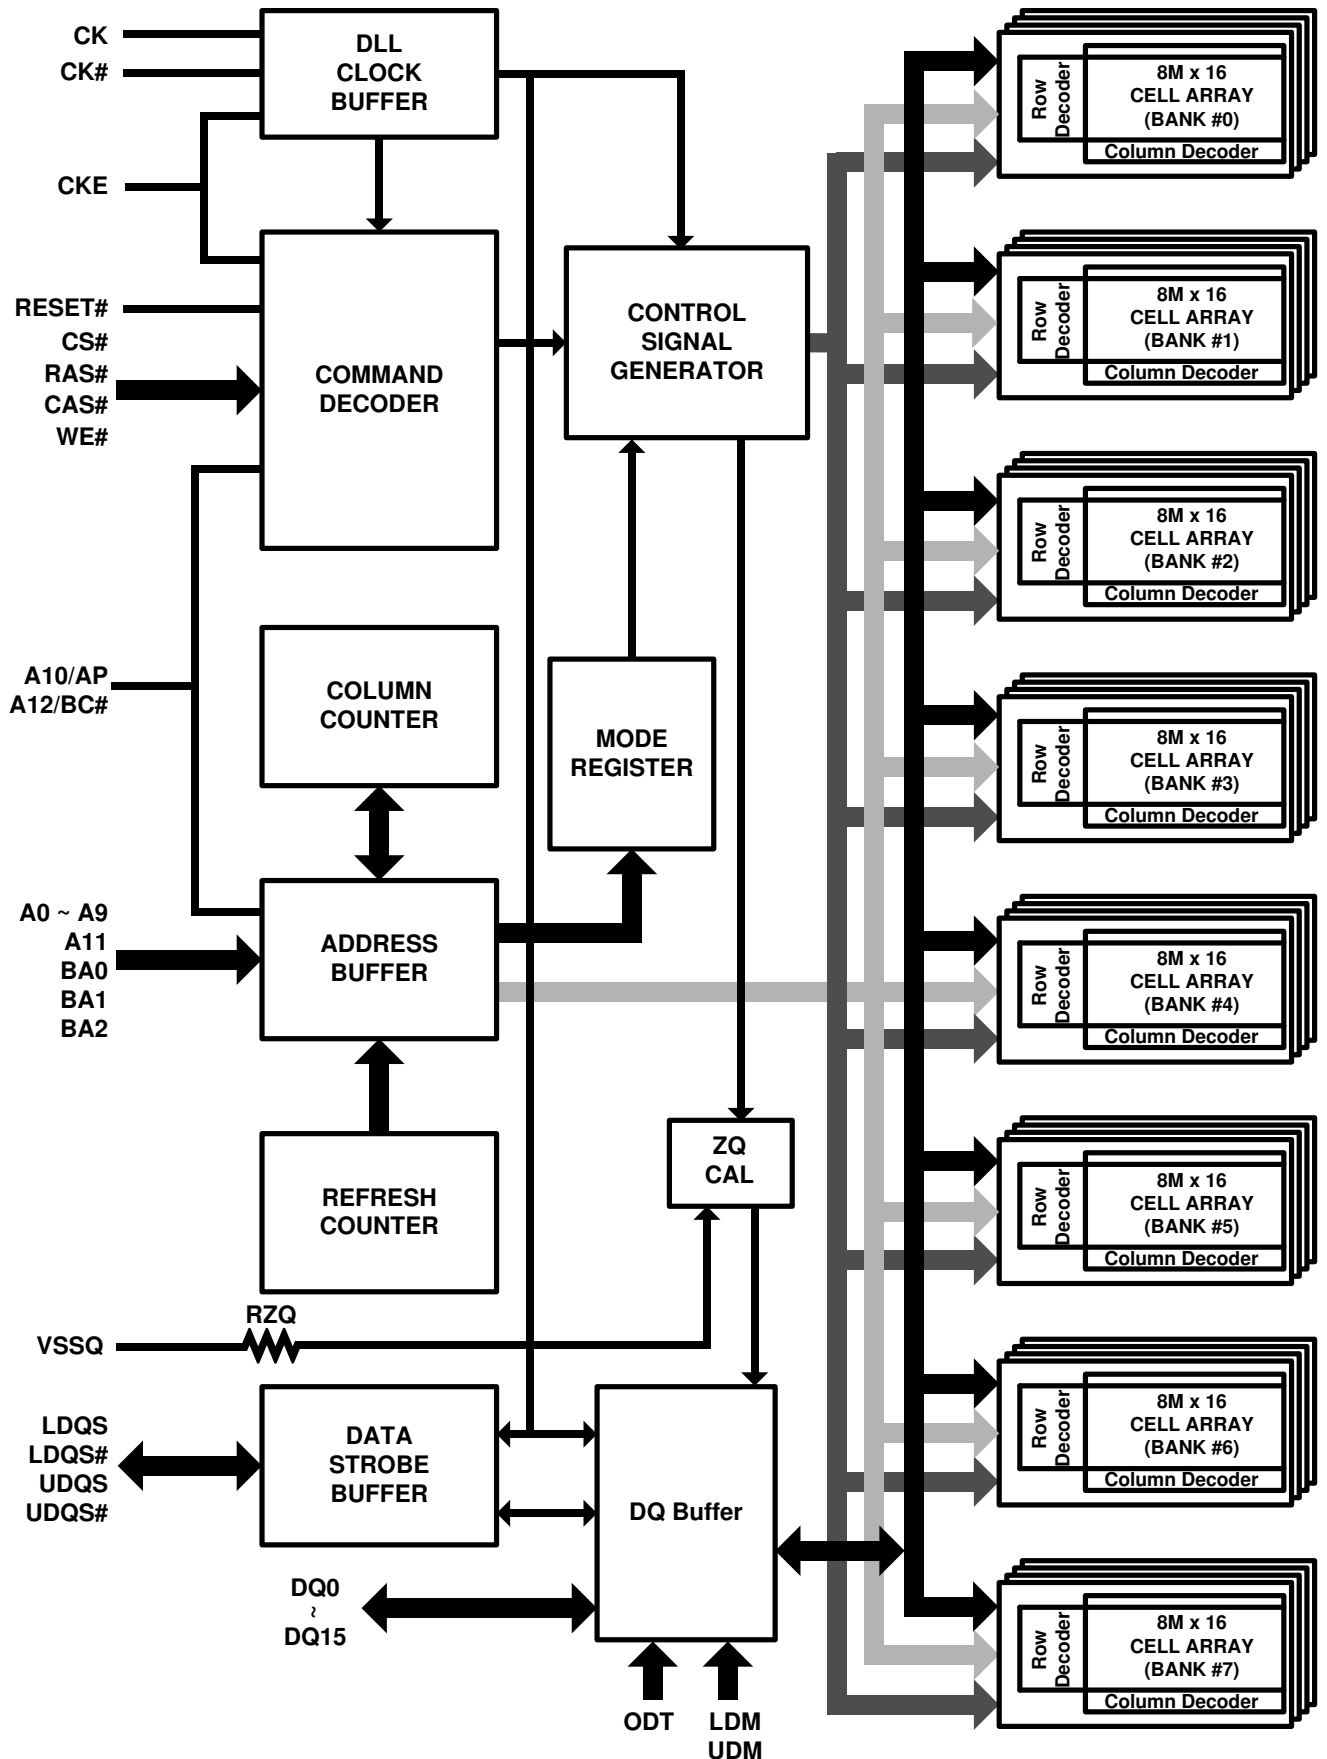 CK
CK#
CKE
RESET#
CS#
RAS#
CAS#
WE#
A10/AP
A12/BC#
A0 ~ A9
A11
BA0
BA1
BA2
VSSQ
RZQ
LDQS
LDQS#
UDQS
UDQS#
DQ0
~
DQ15
DLL
CLOCK
BUFFER
COMMAND
DECODER
COLUMN
COUNTER
ADDRESS
BUFFER
REFRESH
COUNTER
DATA
STROBE
BUFFER
CONTROL
SIGNAL
GENERATOR
MODE
REGISTER
ZQ
CAL
DQ Buffer
ODT
LDM
UDM
Row
Decoder
8M x 16
CELL ARRAY
(BANK #0)
Column Decoder
Row
Decoder
8M x 16
CELL ARRAY
(BANK #1)
Column Decoder
Row
Decoder
8M x 16
CELL ARRAY
(BANK #2)
Column Decoder
Row
Decoder
8M x 16
CELL ARRAY
(BANK #3)
Column Decoder
Row
Decoder
8M x 16
CELL ARRAY
(BANK #4)
Column Decoder
Row
Decoder
8M x 16
CELL ARRAY
(BANK #5)
Column Decoder
Row
Decoder
8M x 16
CELL ARRAY
(BANK #6)
Column Decoder
Row
Decoder
8M x 16
CELL ARRAY
(BANK #7)
Column Decoder